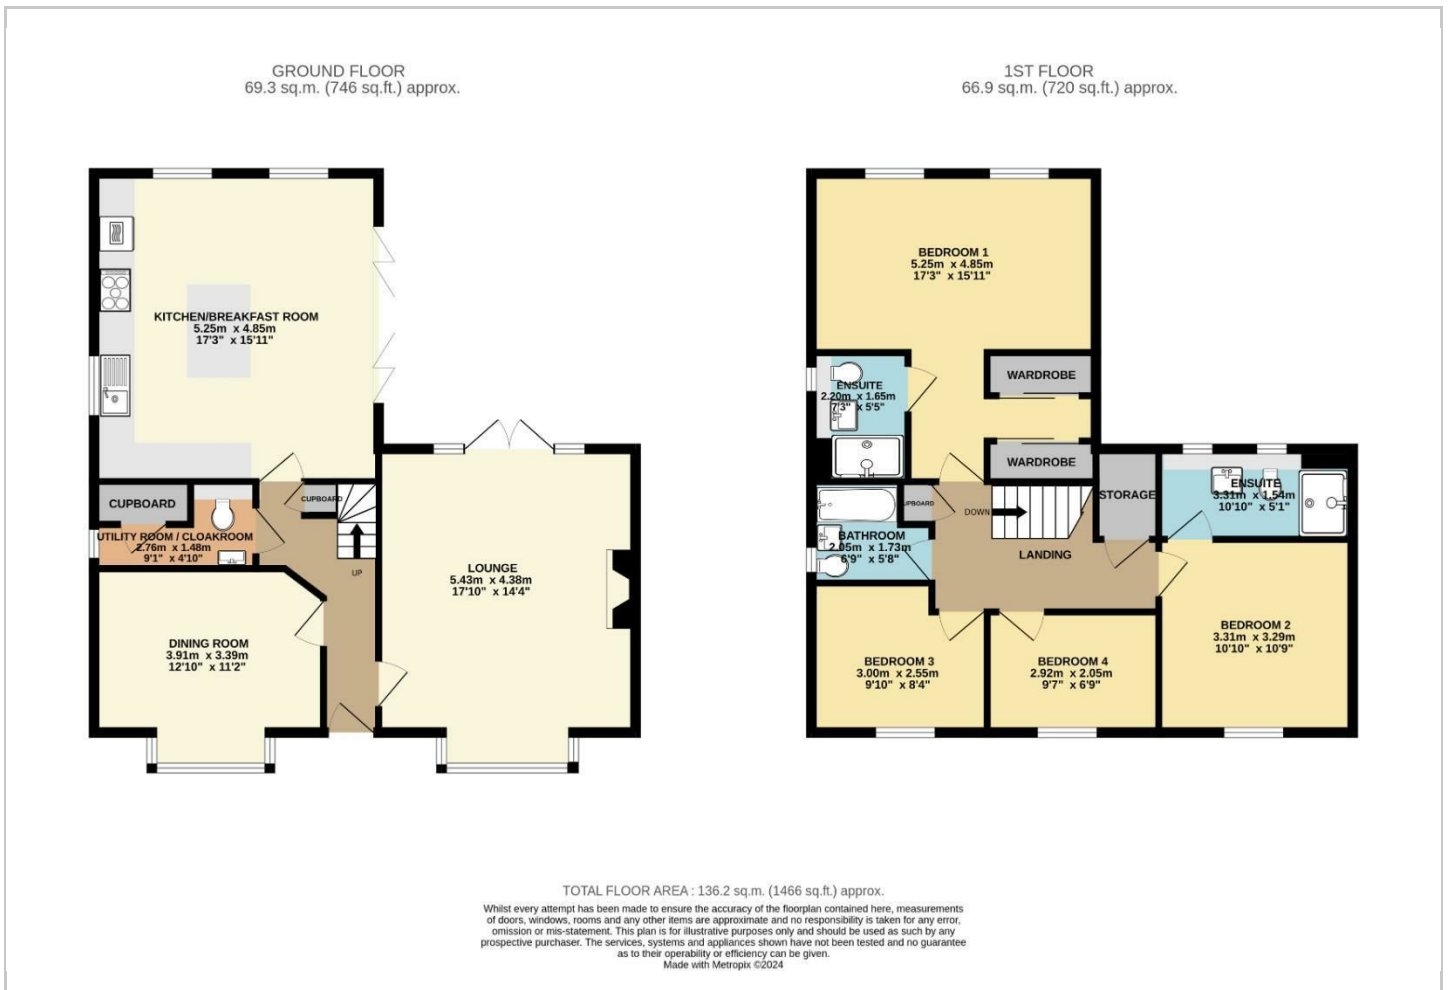 GROUND FLOOR
69.3 sq.m. (746 sq.ft.) approx.
KITCHEN/BREAKFAST ROOM
5.25m x 4.85m
17'3" x 15'11"
CUPBOARD
CUPBOARD
UTILITY ROOM / CLOAKROOM
2.76m x 1.48m
9'1" x 4'10"
UP
LOUNGE
5.43m x 4.38m
17'10" x 14'4"
DINING ROOM
3.91m x 3.39m
12'10" x 11'2"
1ST FLOOR
66.9 sq.m. (720 sq.ft.) approx.
BEDROOM 1
5.25m x 4.85m
17'3" x 15'11"
ENSUITE
2.20m x 1.65m
7'3" x 5'5"
WARDROBE
WARDROBE
UPBOARD
DOWN
STORAGE
ENSUITE
3.31m x 1.54m
10'10" x 5'1"
BATHROOM
2.05m x 1.73m
6'9" x 5'8"
LANDING
BEDROOM 2
3.31m x 3.29m
10'10" x 10'9"
BEDROOM 3
3.00m x 2.55m
9'10" x 8'4"
BEDROOM 4
2.92m x 2.05m
9'7" x 6'9"
TOTAL FLOOR AREA : 136.2 sq.m. (1466 sq.ft.) approx.
Whilst every attempt has been made to ensure the accuracy of the floorplan contained here, measurements
of doors, windows, rooms and any other items are approximate and no responsibility is taken for any error,
omission or mis-statement. This plan is for illustrative purposes only and should be used as such by any
prospective purchaser. The services, systems and appliances shown have not been tested and no guarantee
as to their operability or efficiency can be given.
Made with Metropix ©2024